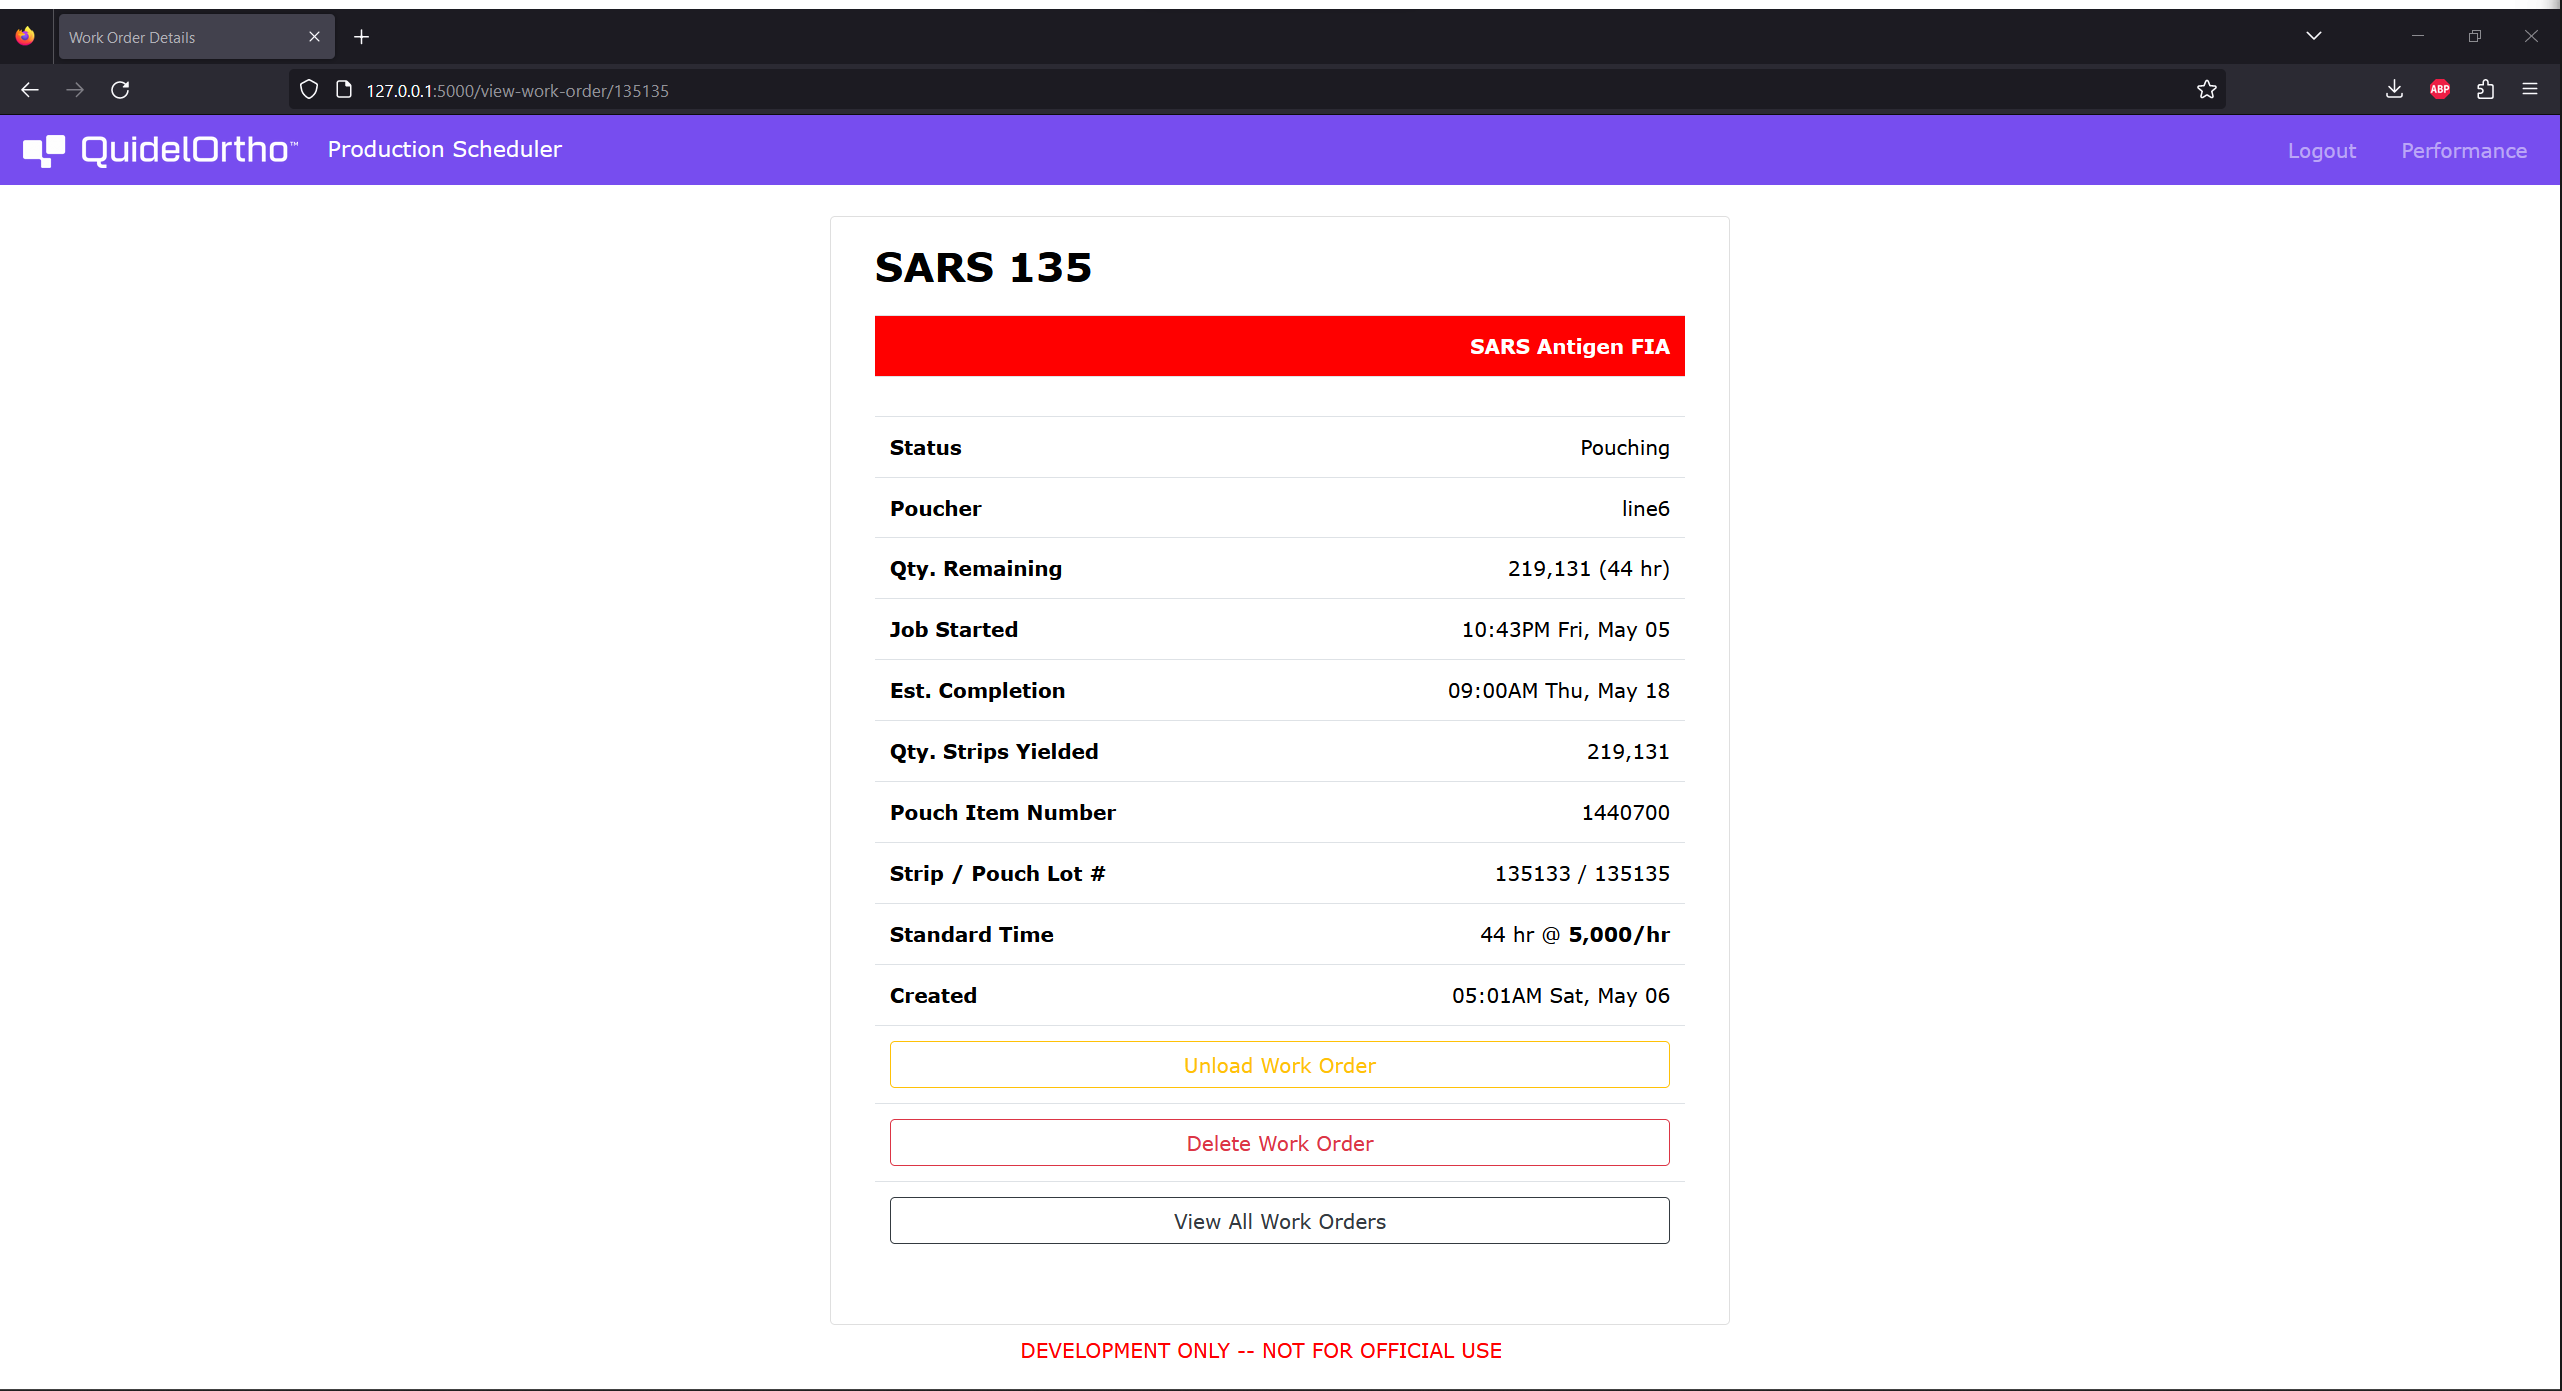 Work Order Details
127.0.0.1:5000/view-work-order/135135
ABP
QuidelOrtho™ Production Scheduler Logout Performance
SARS 135
SARS Antigen FIA
Status Pouching
Poucher line6
Qty. Remaining 219,131 (44 hr)
Job Started 10:43PM Fri, May 05
Est. Completion 09:00AM Thu, May 18
Qty. Strips Yielded 219,131
Pouch Item Number 1440700
Strip / Pouch Lot # 135133 / 135135
Standard Time 44 hr @ 5,000/hr
Created 05:01AM Sat, May 06
Unload Work Order
Delete Work Order
View All Work Orders
DEVELOPMENT ONLY -- NOT FOR OFFICIAL USE